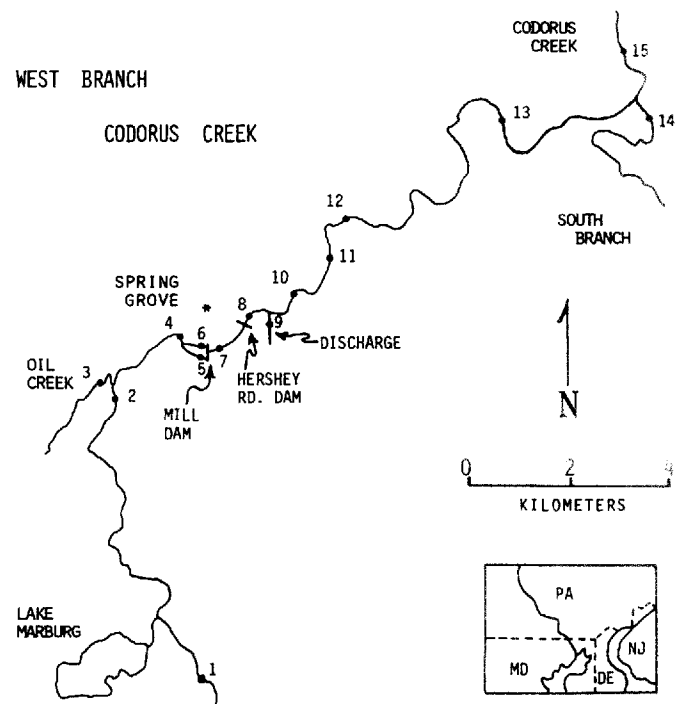 CODORUS
CREEK
15
WEST BRANCH
CODORUS CREEK
13
14
12
SOUTH
BRANCH
11
SPRING
GROVE
10
*
8
4
6
9
DISCHARGE
7
5
OIL
CREEK
3
2
HERSHEY
RD. DAM
MILL
DAM
N
0 2 4
KILOMETERS
LAKE
MARBURG
1
PA
MD
DE
NJ